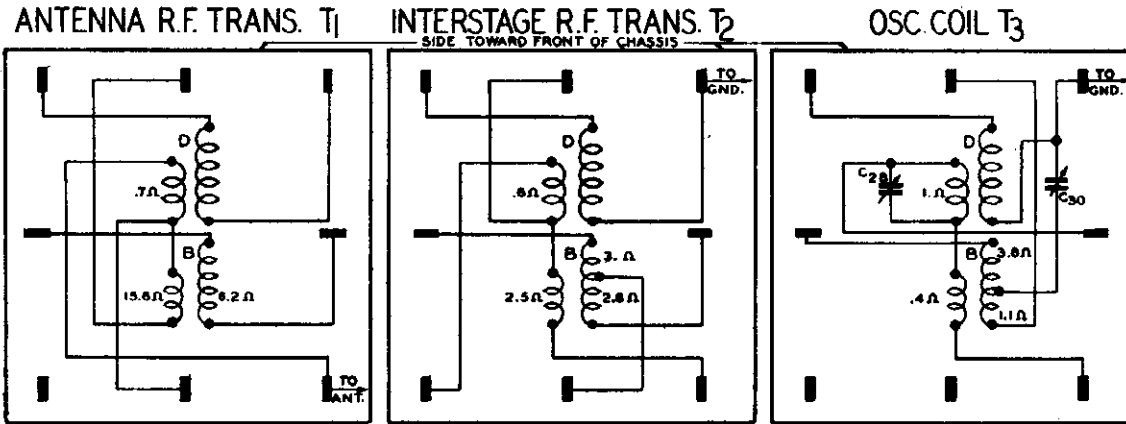 ANTENNA R.F. TRANS. T1
INTERSTAGE R.F. TRANS. T2
OSC. COIL T3
SIDE TOWARD FRONT OF CHASSIS
D
.7Ω
B
15.6Ω
6.2Ω
TO
ANT.
TO
GND.
D
.6Ω
B
3. Ω
2.5Ω
2.8Ω
TO
GND.
D
C28
1.Ω
C30
B
3.8Ω
.4Ω
1.1Ω